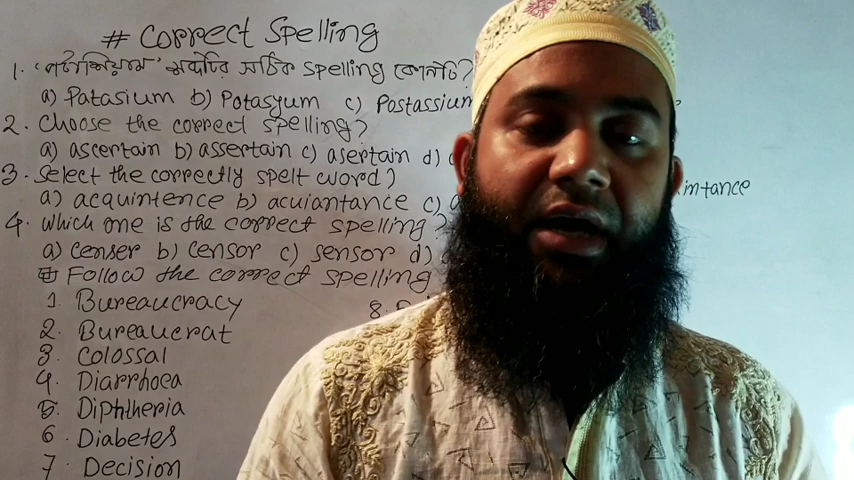 # Correct Spelling
1. 'পটাশিয়াম' শব্দটির সঠিক spelling কোনটি?
a) Patasium b) Potasyum c) Postassium
2. Choose the correct spelling?
a) ascertain b) assertain c) asertain d)
3. Select the correctly spelt word?
a) acquintence b) acuiantance c)
4. Which one is the correct spelling?
a) censer b) censor c) sensor d)
Follow the correct spelling
1. Bureaucracy
8.
2. Bureaucrat
3. Colossal
4. Diarrhoea
5. Diphtheria
6. Diabetes
7. Decision